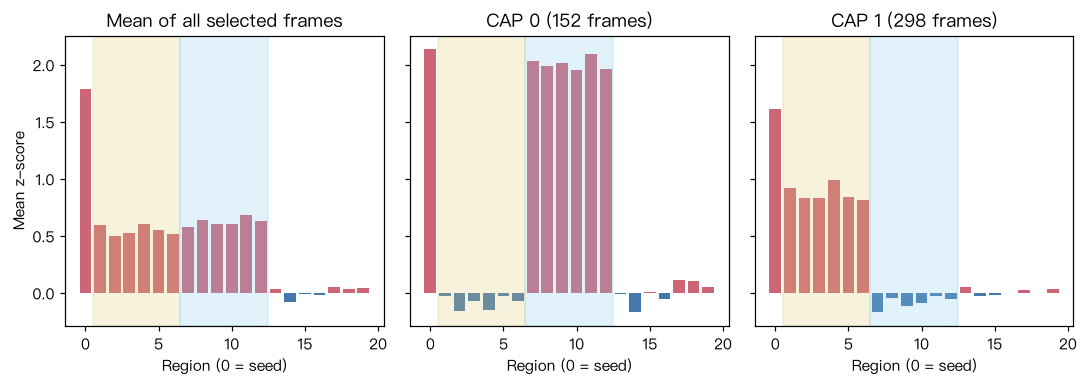 Mean of all selected frames
CAP 0 (152 frames)
CAP 1 (298 frames)
Mean z-score
2.0
1.5
1.0
0.5
0.0
0 5 10 15 20
0 5 10 15 20
0 5 10 15 20
Region (0 = seed)
Region (0 = seed)
Region (0 = seed)